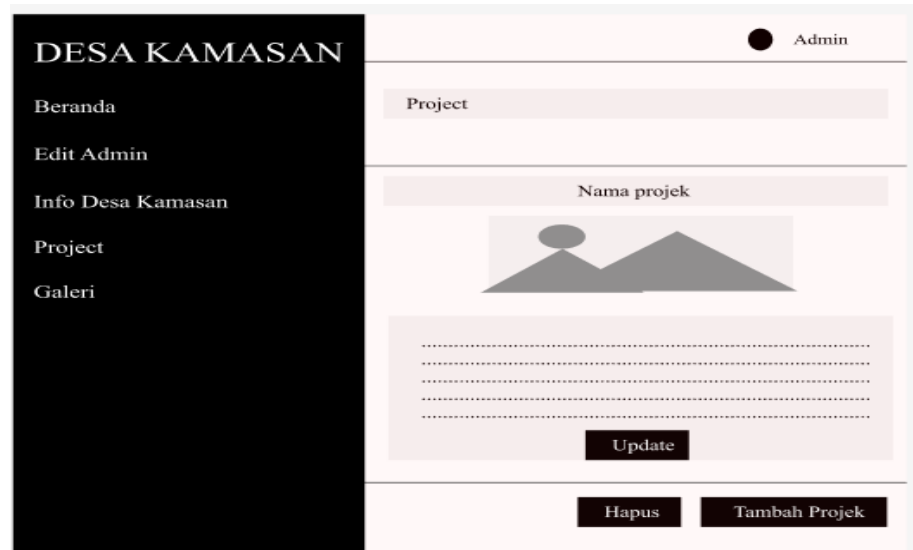 DESA KAMASAN
Beranda
Edit Admin
Info Desa Kamasan
Project
Galeri
Admin
Project
Nama projek
Update
Hapus
Tambah Projek